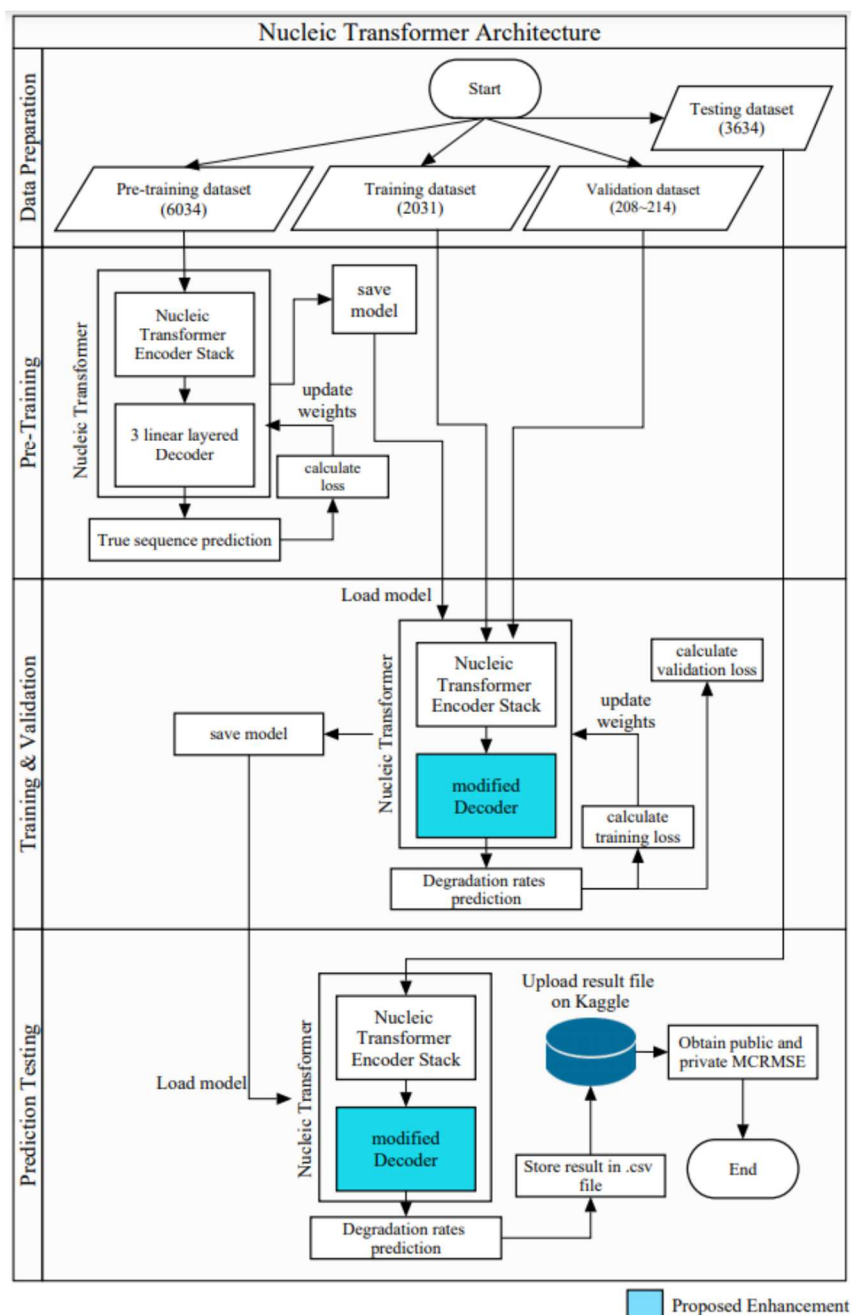 Nucleic Transformer Architecture
Data Preparation
Start
Testing dataset
(3634)
Pre-training dataset
(6034)
Training dataset
(2031)
Validation dataset
(208~214)
Pre-Training
Nucleic Transformer
Nucleic
Transformer
Encoder Stack
3 linear layered
Decoder
True sequence prediction
save
model
update
weights
calculate
loss
Training & Validation
Load model
Nucleic Transformer
Nucleic
Transformer
Encoder Stack
modified
Decoder
Degradation rates
prediction
save model
update
weights
calculate
training loss
calculate
validation loss
Prediction Testing
Load model
Nucleic Transformer
Nucleic
Transformer
Encoder Stack
modified
Decoder
Degradation rates
prediction
Upload result file
on Kaggle
Store result in .csv
file
Obtain public and
private MCRMSE
End
Proposed Enhancement